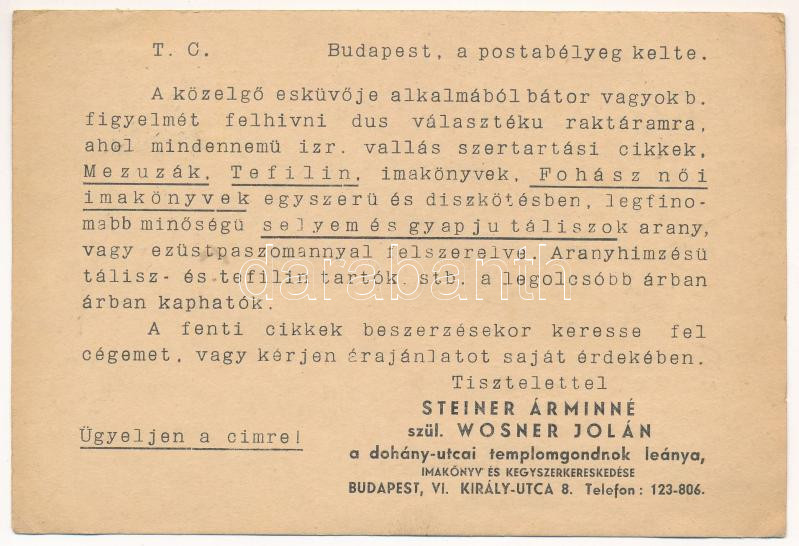 T. C. Budapest, a postabélyeg kelte.
A közelgő esküvője alkalmából bátor vagyok b.
figyelmét felhivni dus választéku raktáramra,
ahol mindennemü izr. vallás szertartási cikkek,
Mezuzák, Tefilin, imakönyvek, Fohász női
imakönyvek egyszerü és diszkötésben, legfino-
mabb minőségü selyem és gyapju táliszok arany,
vagy ezüstpaszomannyal felszerelve. Aranyhimzésü
tálisz- és tefilin tartók. stb. a legolcsóbb árban
árban kaphatók.
darabanth
A fenti cikkek beszerzésekor keresse fel
cégemet, vagy kérjen árajánlatot saját érdekében.
Tisztelettel
STEINER ÁRMINNÉ
szül. WOSNER JOLÁN
Ügyeljen a cimre!
a dohány-utcai templomgondnok leánya,
IMAKÖNYV ÉS KEGYSZERKERESKEDÉSE
BUDAPEST, VI. KIRÁLY-UTCA 8. Telefon: 123-806.